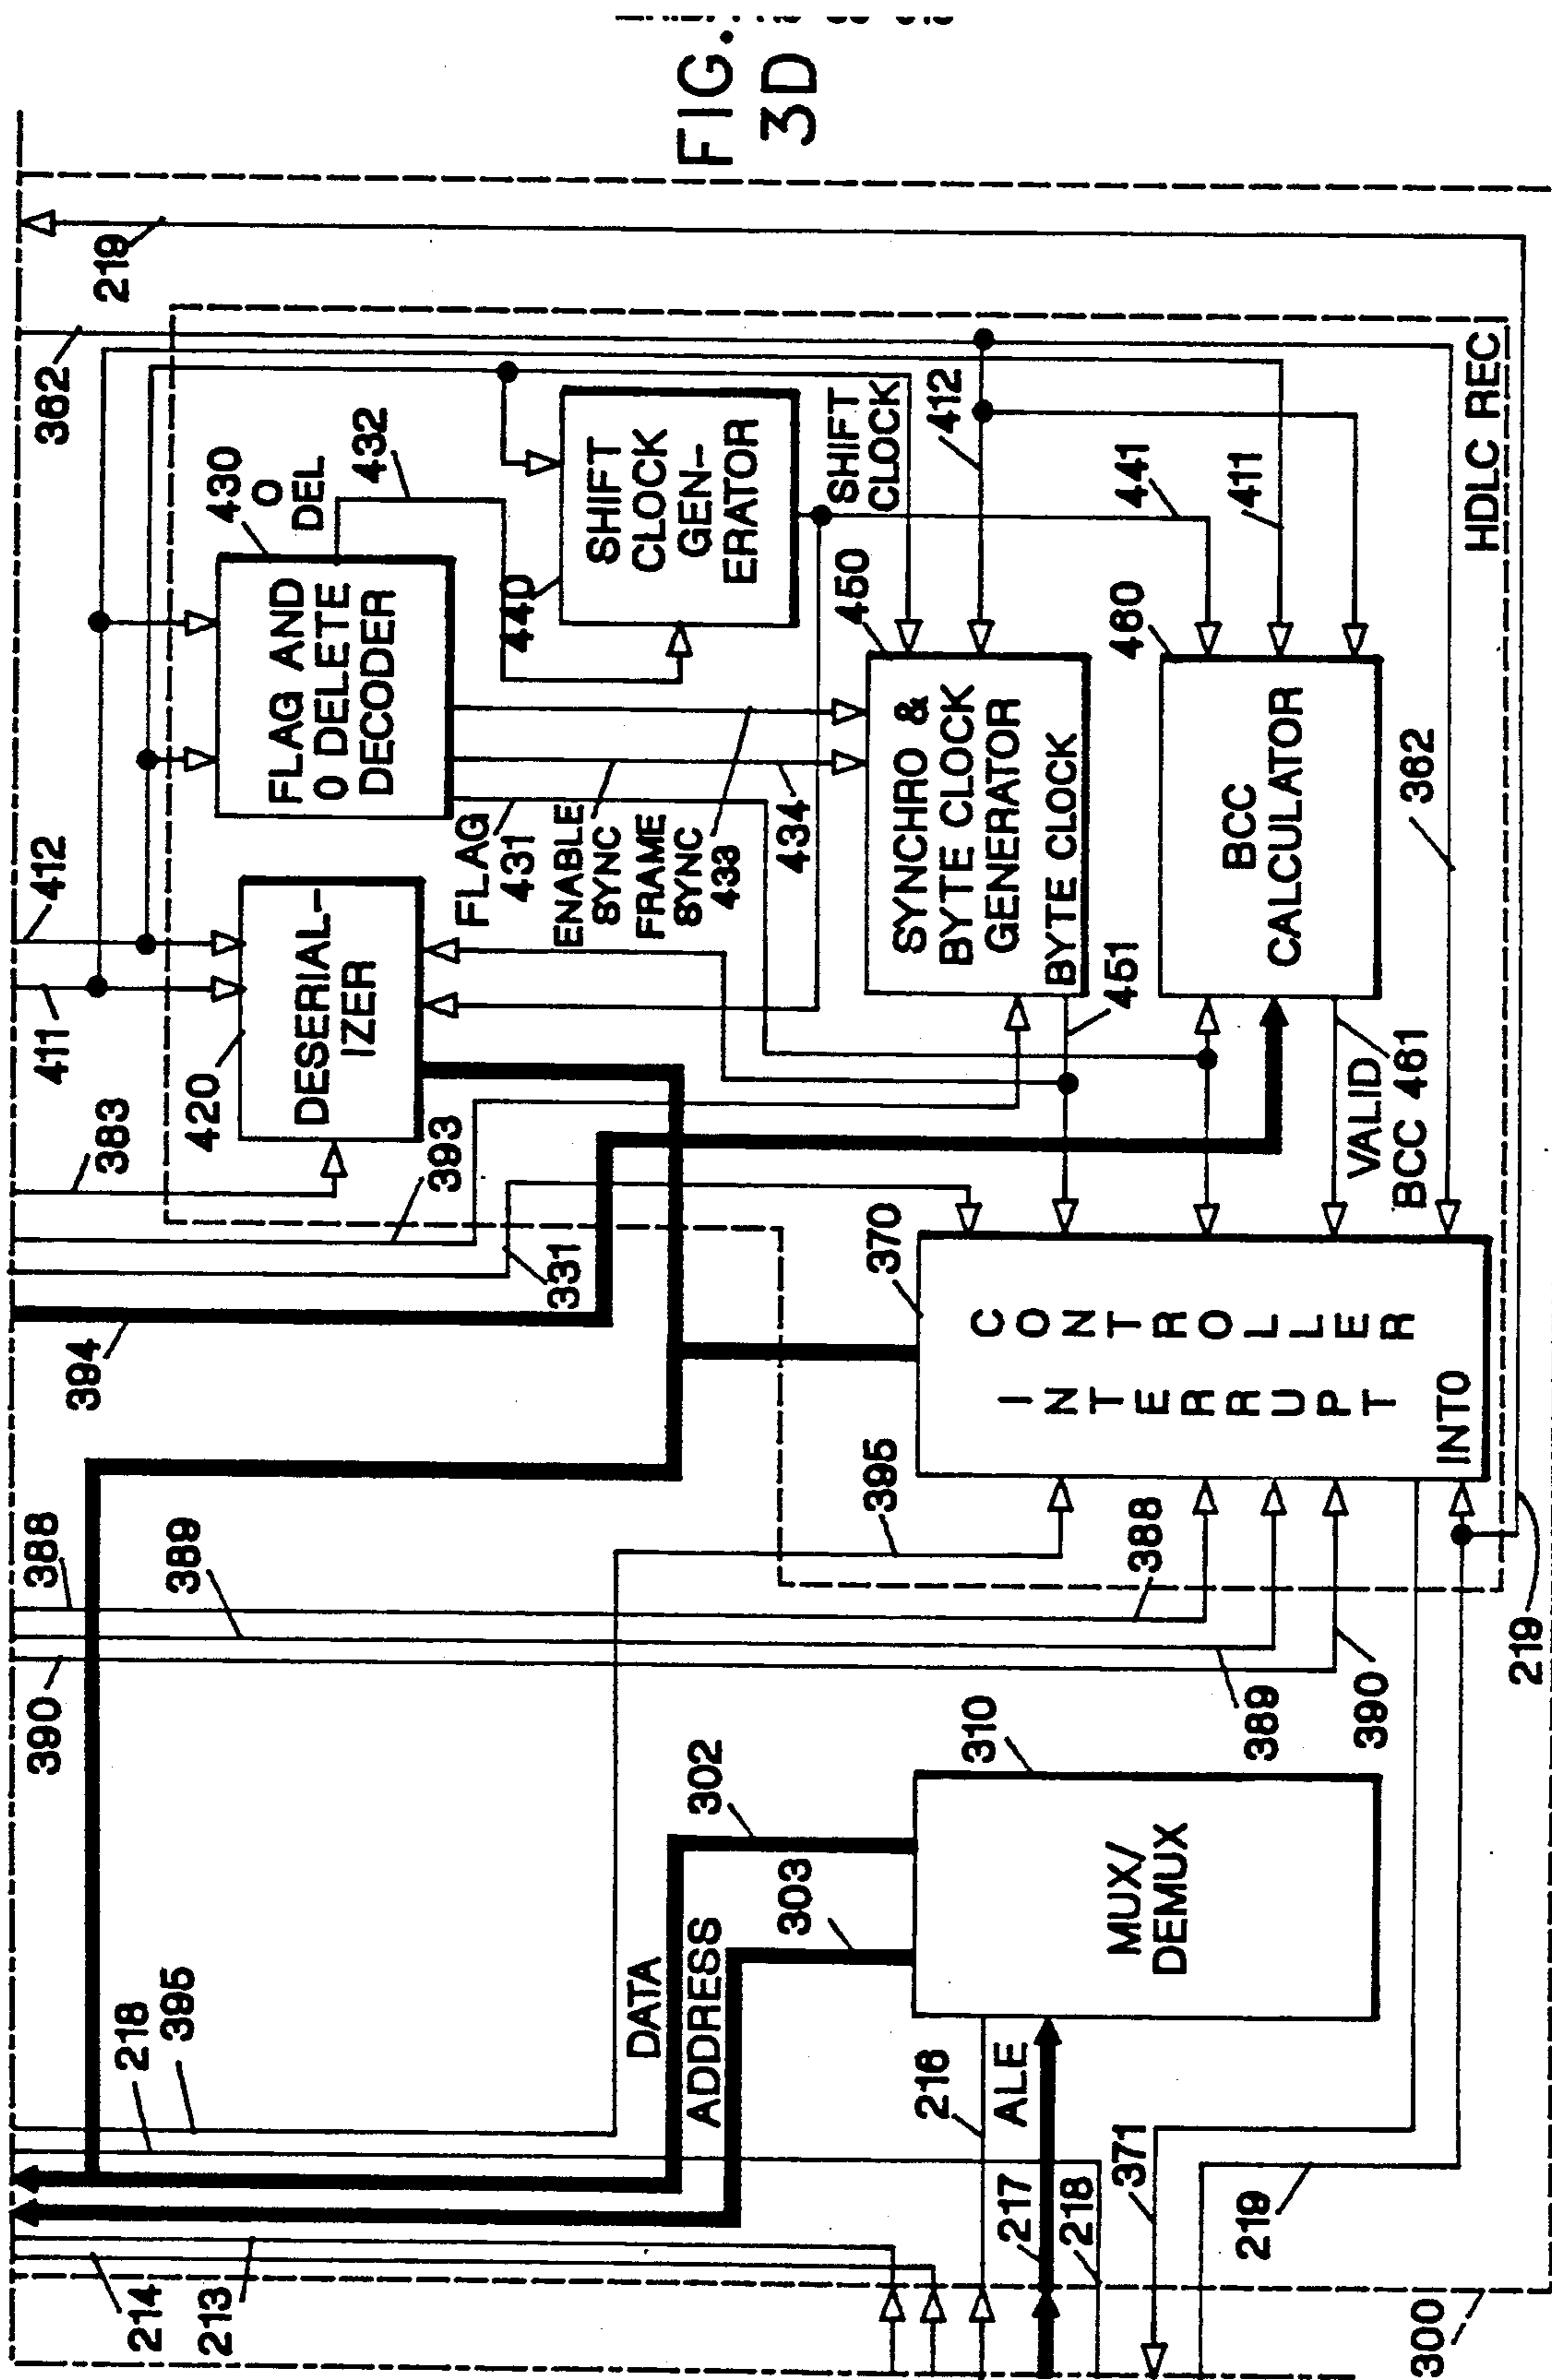 FIG.
3D
219
382
412
411
383
430
0
DEL
432
FLAG AND
0 DELETE
DECODER
SHIFT
CLOCK
GEN-
ERATOR
440
SHIFT
CLOCK
412
441
411
420
DESERIAL-
IZER
393
FLAG
431
ENABLE
SYNC
FRAME
SYNC
433
434
450
SYNCHRO &
BYTE CLOCK
GENERATOR
BYTE CLOCK
451
460
BCC
CALCULATOR
HDLC REC
382
VALID
BCC 461
331
394
370
CONTROLLER
INTERRUPT
INTO
395
388
389
390
388
389
390
219
218
395
DATA
302
ADDRESS
303
310
MUX/
DEMUX
216
ALE
217
218
371
219
214
213
300